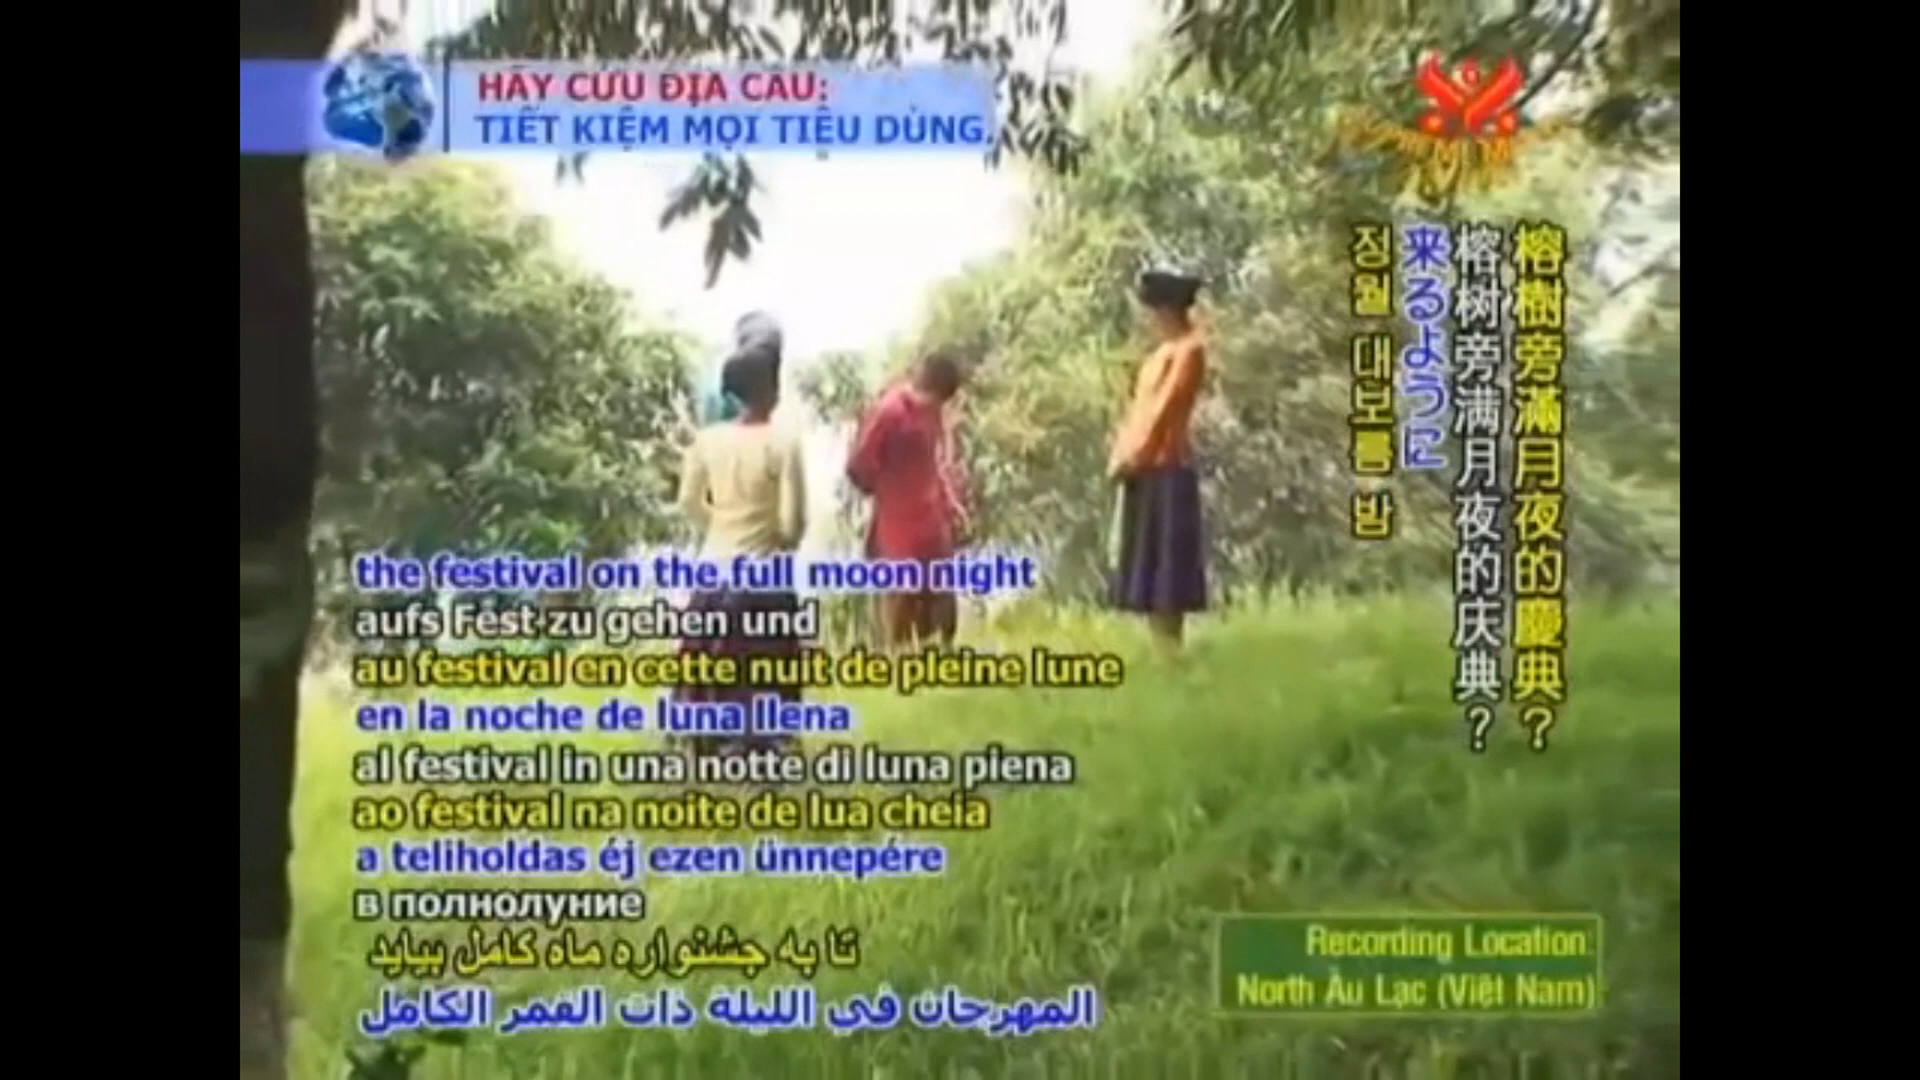 HÃY CỨU ĐỊA CẦU:
TIẾT KIỆM MỌI TIÊU DÙNG.
榕樹旁滿月夜的慶典？
榕树旁满月夜的庆典？
来るように
정월 대보름 밤
the festival on the full moon night
aufs Fest zu gehen und
au festival en cette nuit de pleine lune
en la noche de luna llena
al festival in una notte di luna piena
ao festival na noite de lua cheia
a teliholdas éj ezen ünnepére
в полнолуние
تا به جشنواره ماه کامل بیاید
المهرجان في الليلة ذات القمر الكامل
Recording Location:
North Âu Lạc (Việt Nam)